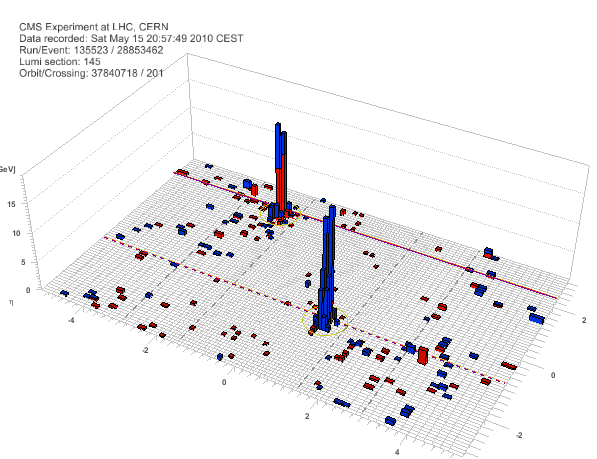 CMS Experiment at LHC, CERN
Data recorded: Sat May 15 20:57:49 2010 CEST
Run/Event: 135523 / 28853462
Lumi section: 145
Orbit/Crossing: 37840718 / 201
GeV)
15
10
5
0
η
-4
-2
0
2
4
2
0
-2